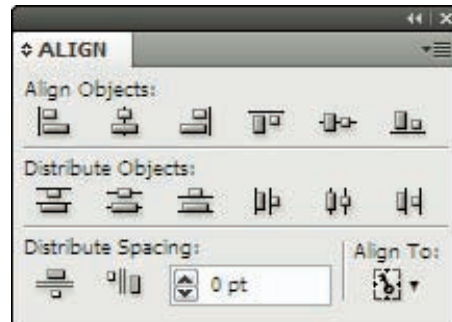 ALIGN
Align Objects:
Distribute Objects:
Distribute Spacing:
Align To:
0 pt